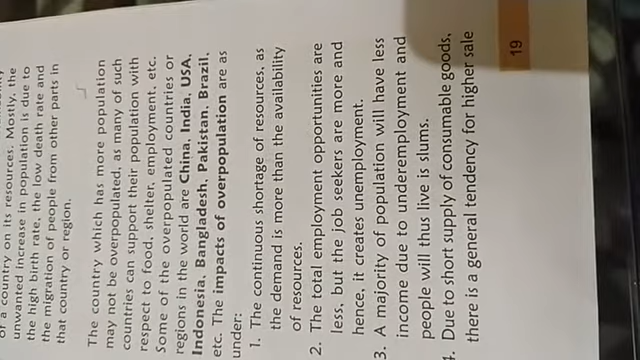 of a country on its resources. Mostly, the
unwanted increase in population is due to
the high birth rate, the low death rate and
the migration of people from other parts in
that country or region.
The country which has more population
may not be overpopulated, as many of such
countries can support their population with
respect to food, shelter, employment, etc.
Some of the overpopulated countries or
regions in the world are China, India, USA,
Indonesia, Bangladesh, Pakistan, Brazil,
etc. The impacts of overpopulation are as
under:
1. The continuous shortage of resources, as
the demand is more than the availability
of resources.
2. The total employment opportunities are
less, but the job seekers are more and
hence, it creates unemployment.
3. A majority of population will have less
income due to underemployment and
people will thus live is slums.
4. Due to short supply of consumable goods,
there is a general tendency for higher sale
19